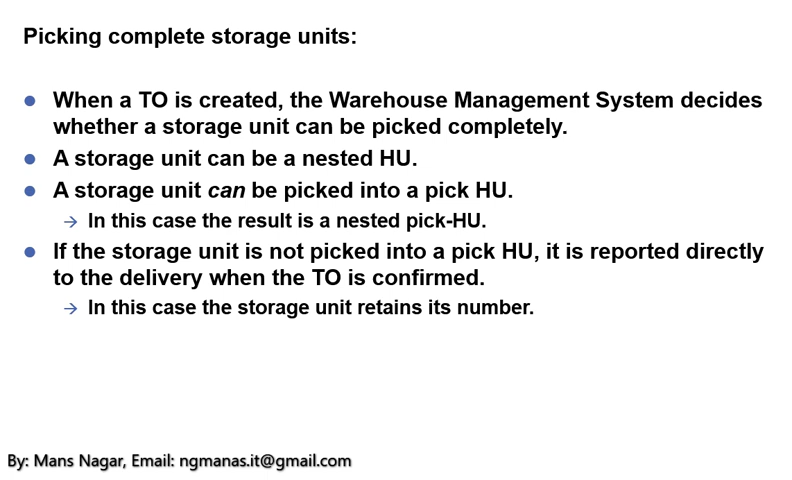 Picking complete storage units:
● When a TO is created, the Warehouse Management System decides
whether a storage unit can be picked completely.
● A storage unit can be a nested HU.
● A storage unit can be picked into a pick HU.
→ In this case the result is a nested pick-HU.
● If the storage unit is not picked into a pick HU, it is reported directly
to the delivery when the TO is confirmed.
→ In this case the storage unit retains its number.
By: Mans Nagar, Email: ngmanas.it@gmail.com